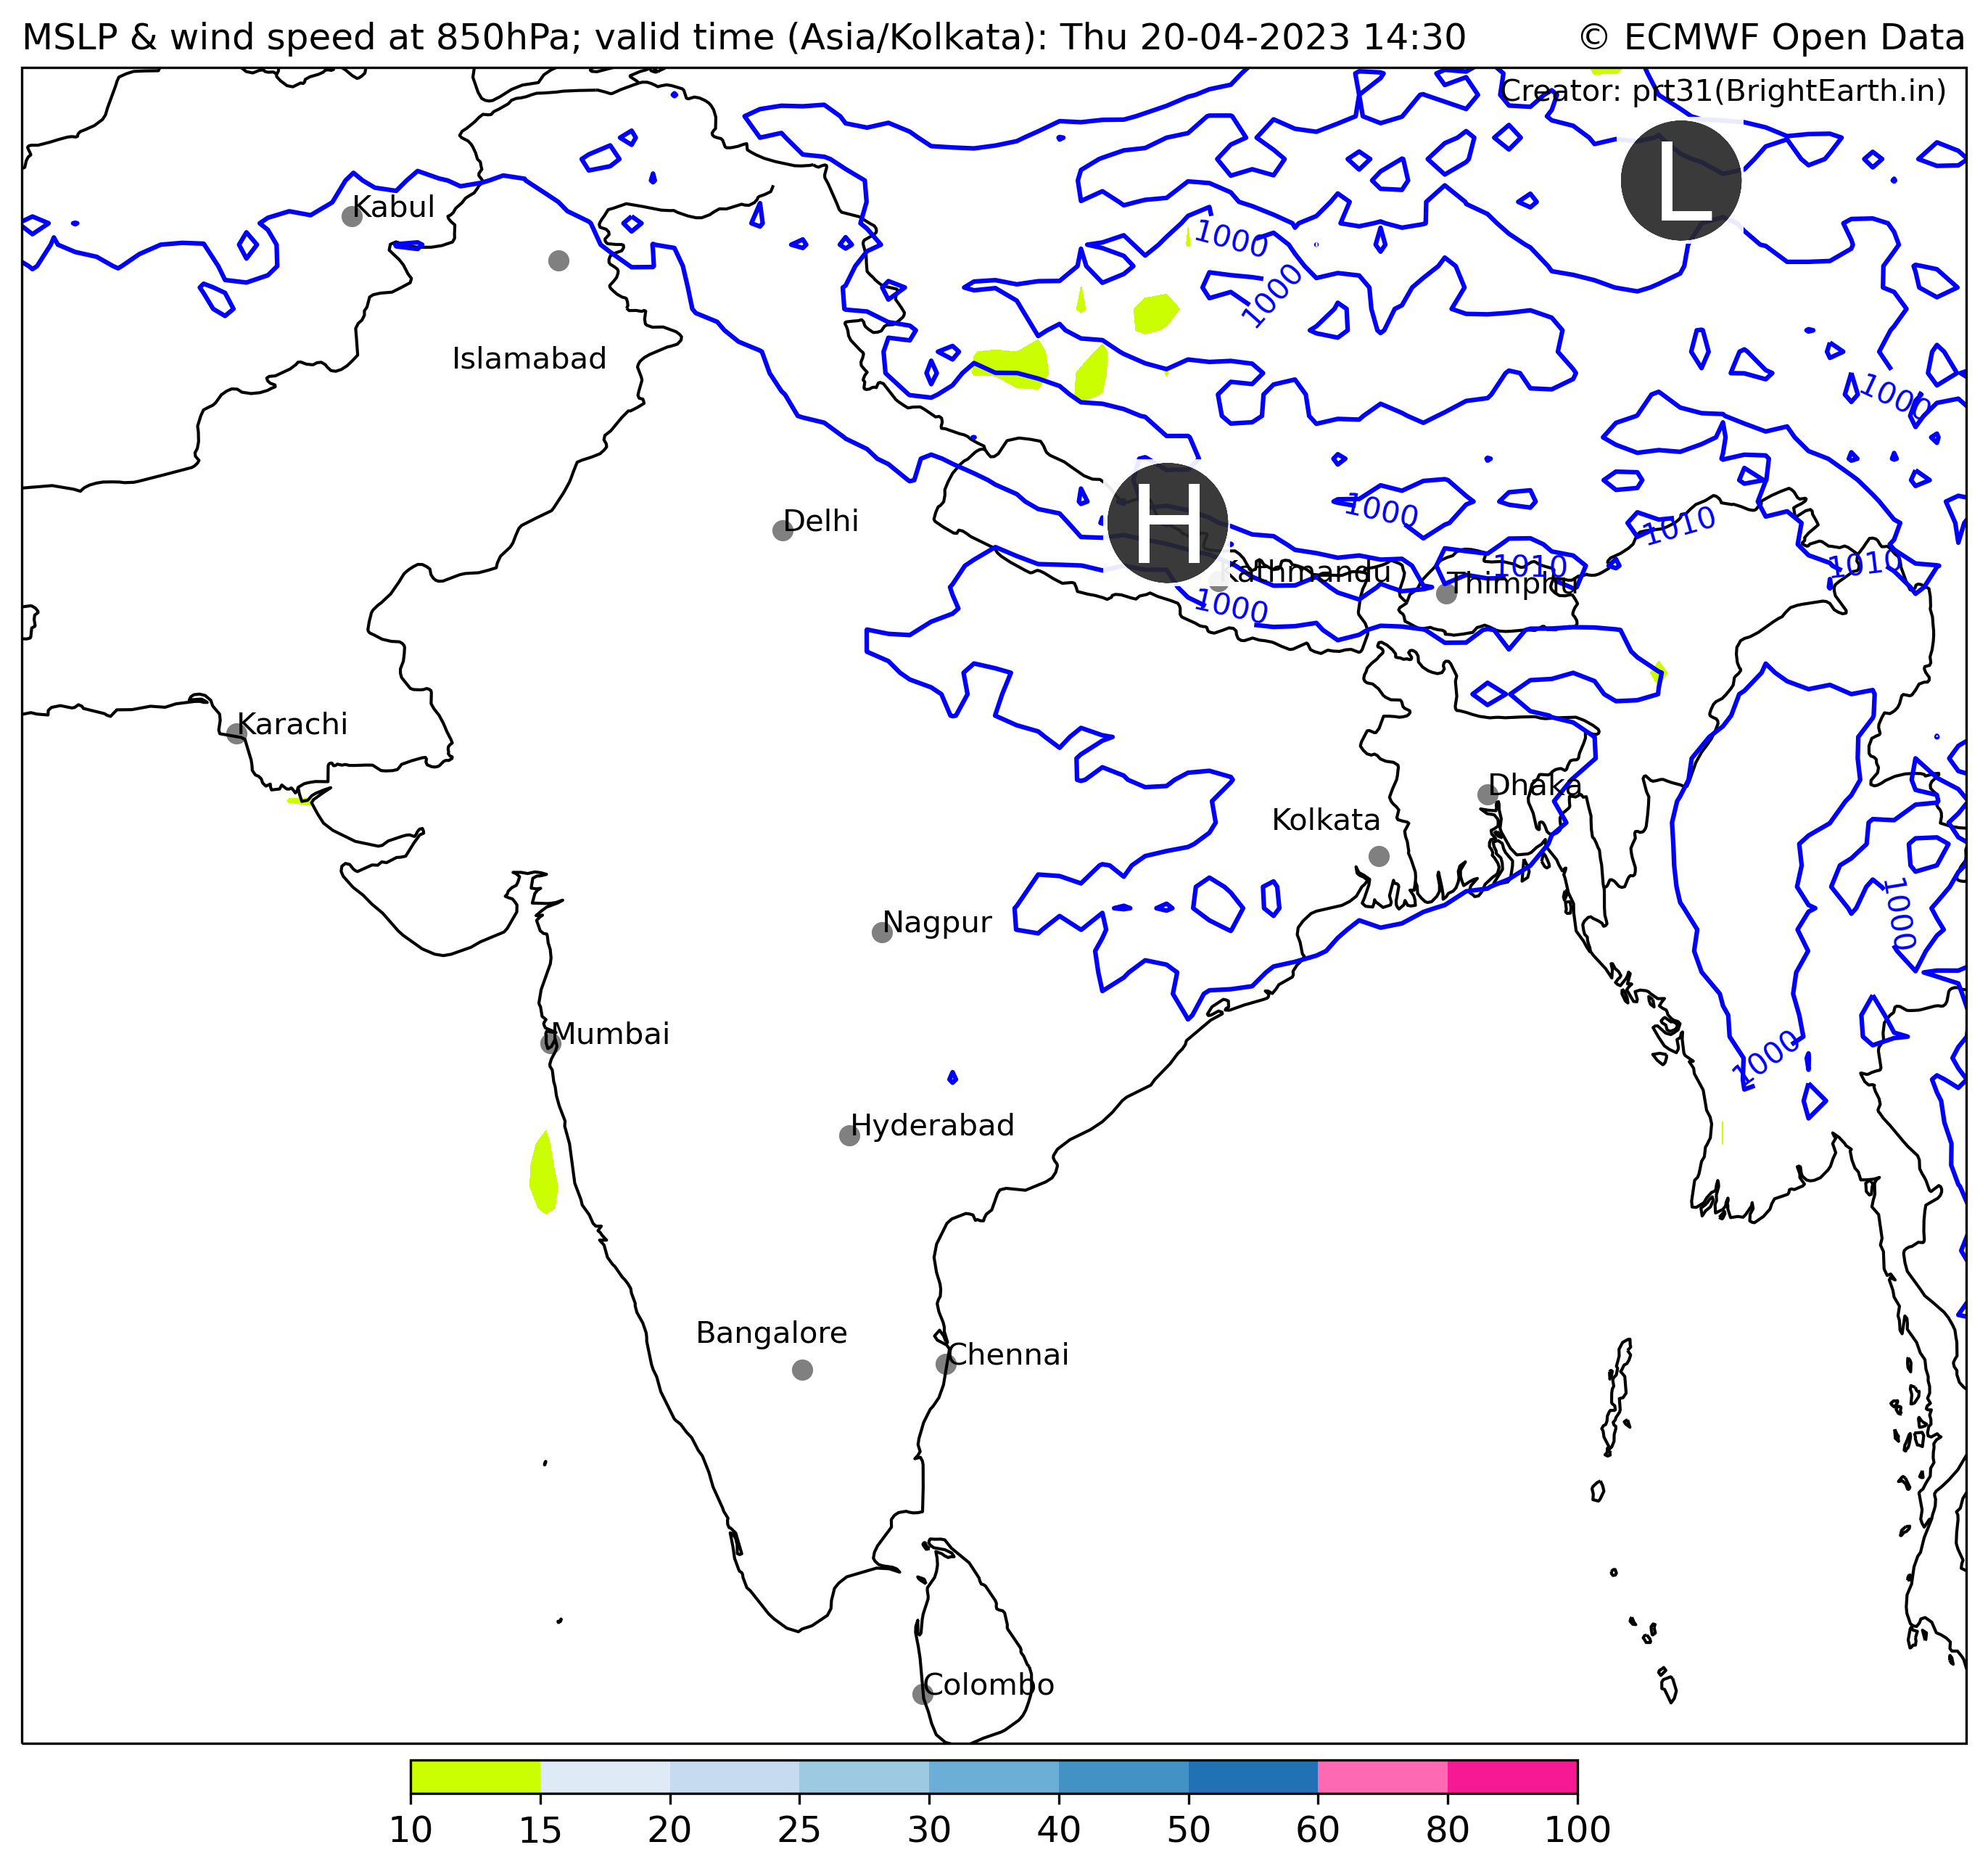 MSLP & wind speed at 850hPa; valid time (Asia/Kolkata): Thu 20-04-2023 14:30
© ECMWF Open Data
Creator: prt31(BrightEarth.in)
L
Kabul
1000
1000
Islamabad
1000
H
Delhi
1000
1010
1010
1010
Kathmandu
Thimphu
1000
Karachi
Dhaka
Kolkata
1000
Nagpur
Mumbai
1000
Hyderabad
Bangalore
Chennai
Colombo
10 15 20 25 30 40 50 60 80 100